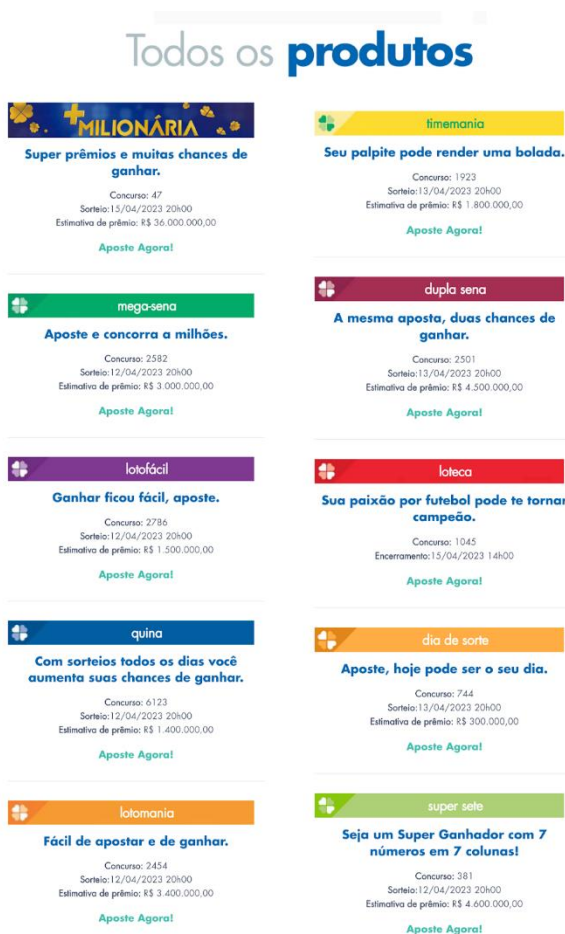 Todos os produtos
+MILIONÁRIA
Super prêmios e muitas chances de
ganhar.
Concurso: 47
Sorteio:15/04/2023 20h00
Estimativa de prêmio: R$ 36.000.000,00
Aposte Agora!
mega-sena
Aposte e concorra a milhões.
Concurso: 2582
Sorteio:12/04/2023 20h00
Estimativa de prêmio: R$ 3.000.000,00
Aposte Agora!
lotofácil
Ganhar ficou fácil, aposte.
Concurso: 2786
Sorteio:12/04/2023 20h00
Estimativa de prêmio: R$ 1.500.000,00
Aposte Agora!
quina
Com sorteios todos os dias você
aumenta suas chances de ganhar.
Concurso: 6123
Sorteio:12/04/2023 20h00
Estimativa de prêmio: R$ 1.400.000,00
Aposte Agora!
lotomania
Fácil de apostar e de ganhar.
Concurso: 2454
Sorteio:12/04/2023 20h00
Estimativa de prêmio: R$ 3.400.000,00
Aposte Agora!
timemania
Seu palpite pode render uma bolada.
Concurso: 1923
Sorteio:13/04/2023 20h00
Estimativa de prêmio: R$ 1.800.000,00
Aposte Agora!
dupla sena
A mesma aposta, duas chances de
ganhar.
Concurso: 2501
Sorteio:13/04/2023 20h00
Estimativa de prêmio: R$ 4.500.000,00
Aposte Agora!
loteca
Sua paixão por futebol pode te tornar
campeão.
Concurso: 1045
Encerramento:15/04/2023 14h00
Aposte Agora!
dia de sorte
Aposte, hoje pode ser o seu dia.
Concurso: 744
Sorteio:13/04/2023 20h00
Estimativa de prêmio: R$ 300.000,00
Aposte Agora!
super sete
Seja um Super Ganhador com 7
números em 7 colunas!
Concurso: 381
Sorteio:12/04/2023 20h00
Estimativa de prêmio: R$ 4.600.000,00
Aposte Agora!